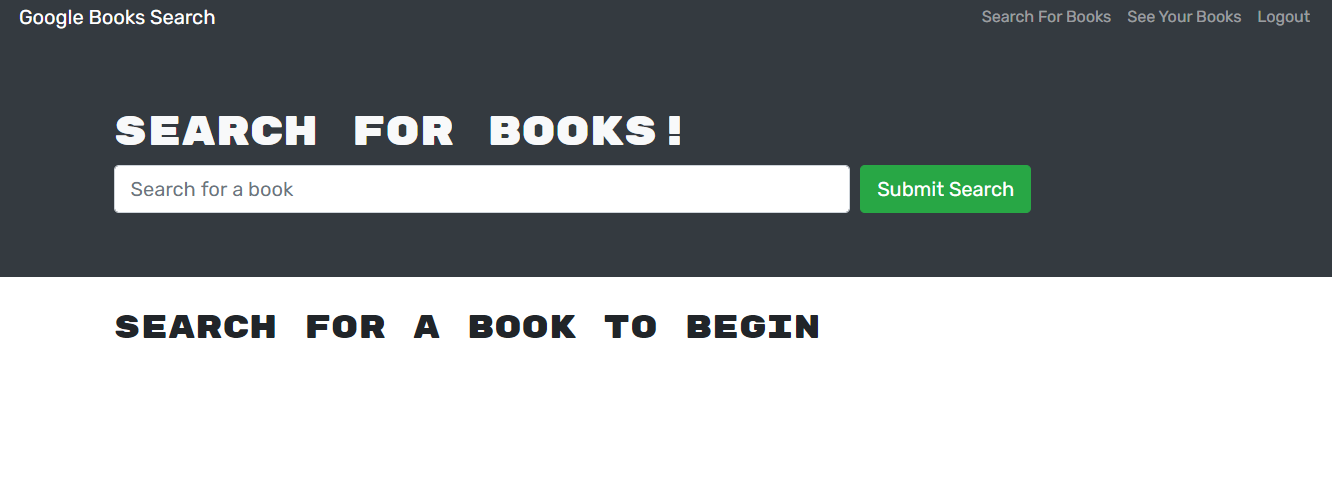 Google Books Search
Search For Books See Your Books Logout
SEARCH FOR BOOKS!
Search for a book
Submit Search
SEARCH FOR A BOOK TO BEGIN